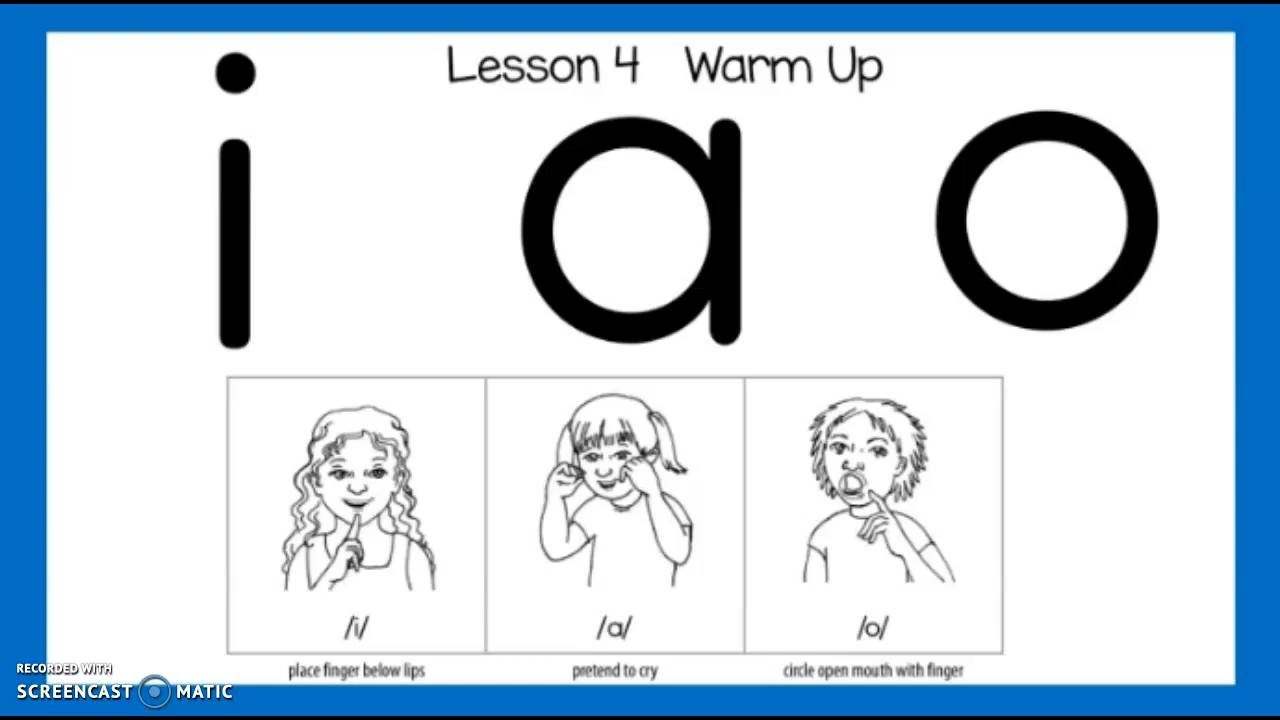 Lesson 4 Warm Up
i a o
/i/ /a/ /o/
place finger below lips pretend to cry circle open mouth with finger
RECORDED WITH
SCREENCAST MATIC